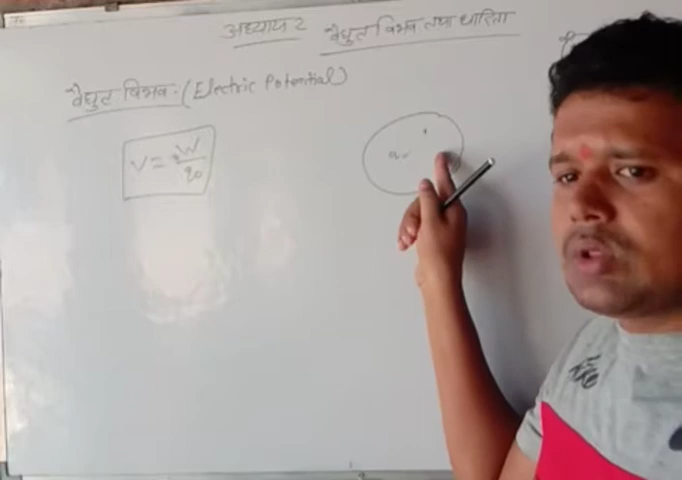 अध्याय 2 वैद्युत विभव तथा धारिता
वैद्युत विभव : (Electric Potential)
V = W/q0